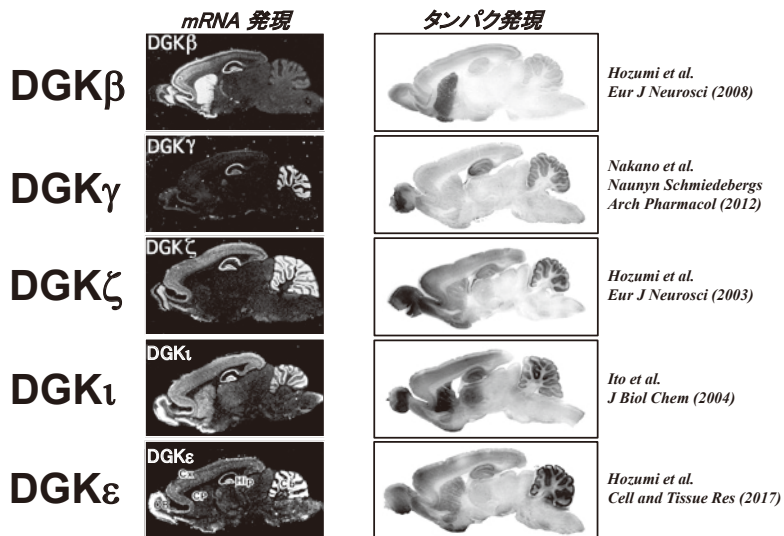 mRNA 発現
タンパク発現
DGKβ
DGKβ
Hozumi et al.
Eur J Neurosci (2008)
DGKγ
DGKγ
Nakano et al.
Naunyn Schmiedebergs
Arch Pharmacol (2012)
DGKζ
DGKζ
Hozumi et al.
Eur J Neurosci (2003)
DGKι
DGKι
Ito et al.
J Biol Chem (2004)
DGKε
DGKε
Cx
Hip
Cb
CP
Hozumi et al.
Cell and Tissue Res (2017)